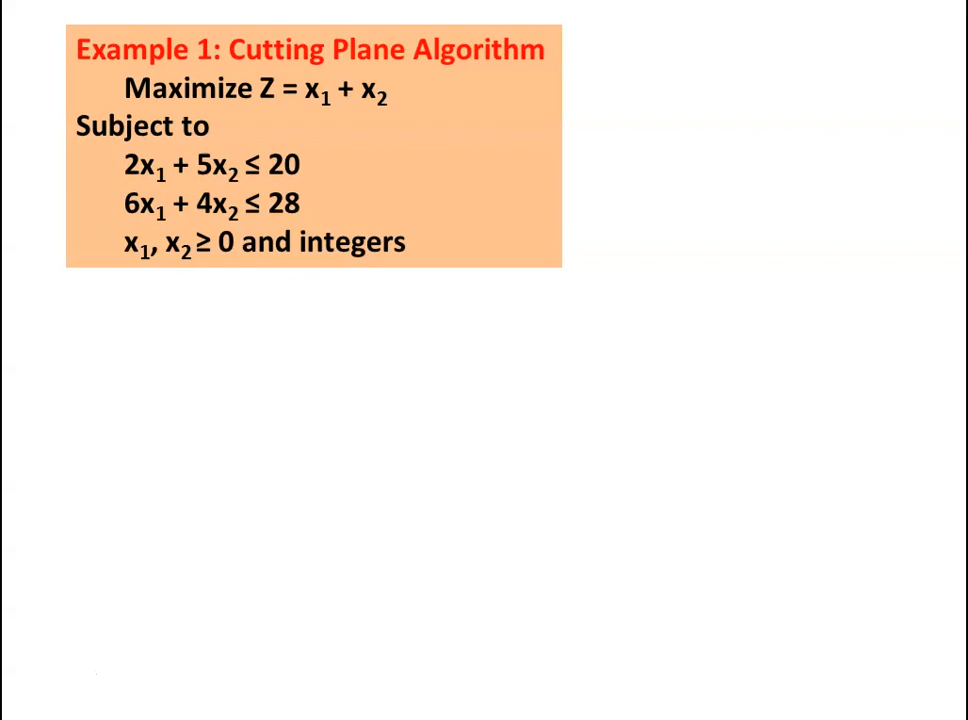 Example 1: Cutting Plane Algorithm
Maximize Z = x₁ + x₂
Subject to
2x₁ + 5x₂ ≤ 20
6x₁ + 4x₂ ≤ 28
x₁, x₂ ≥ 0 and integers